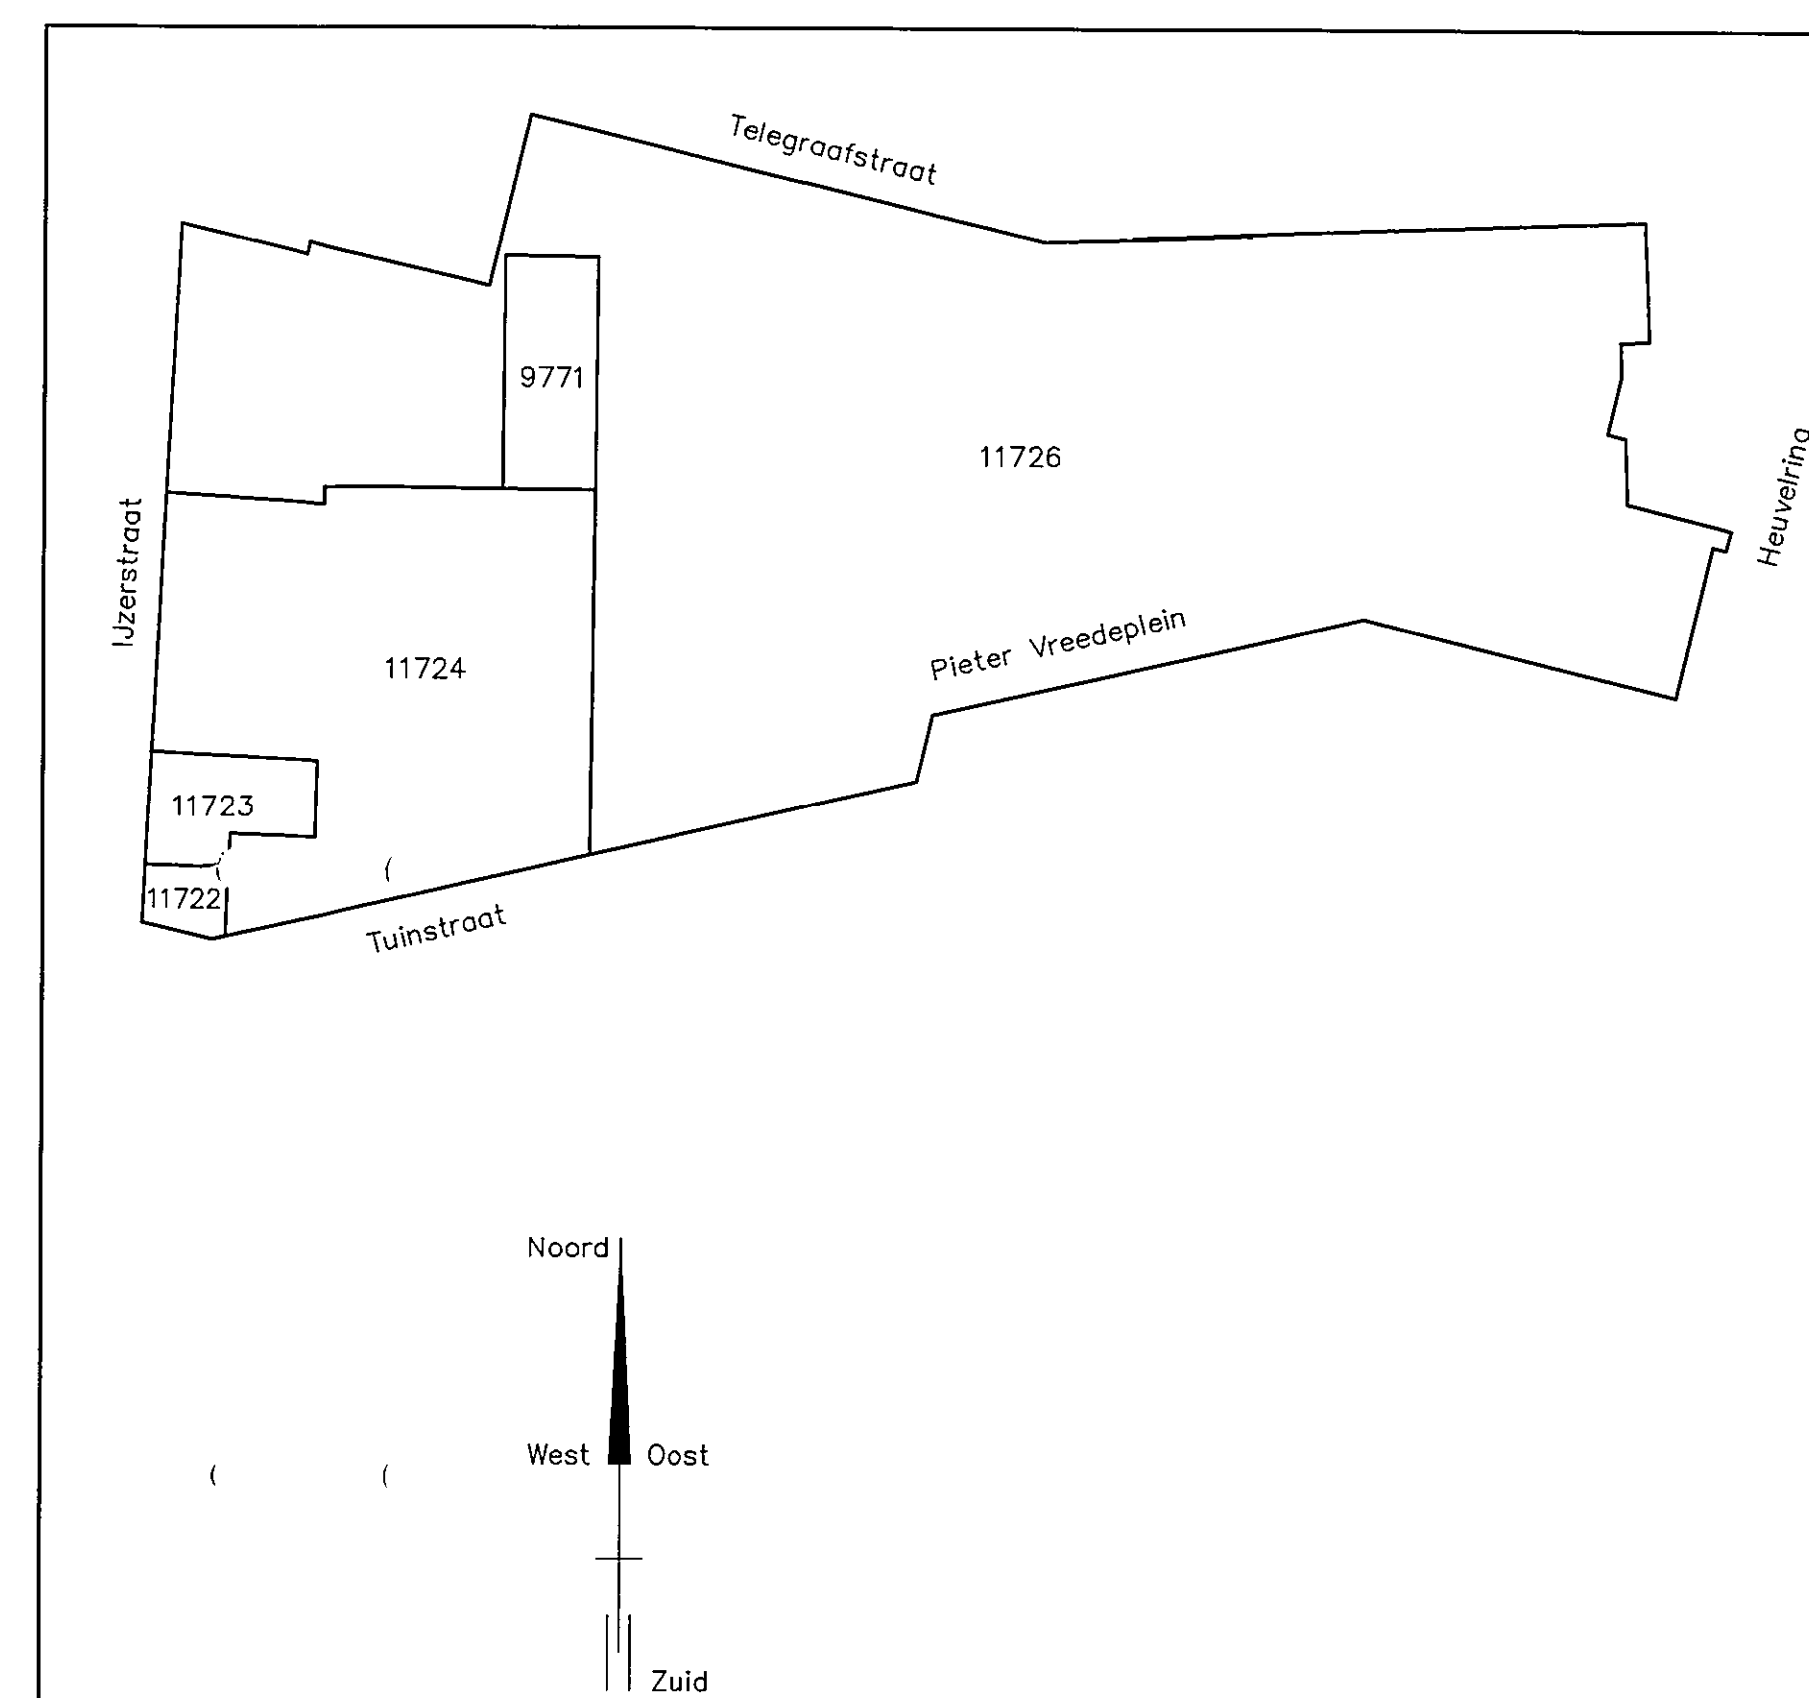 Telegraafstraat
9771
11726
Heuvelring
IJzerstraat
Pieter Vreedeplein
11724
11723
11722
Tuinstraat
Noord
West Oost
Zuid